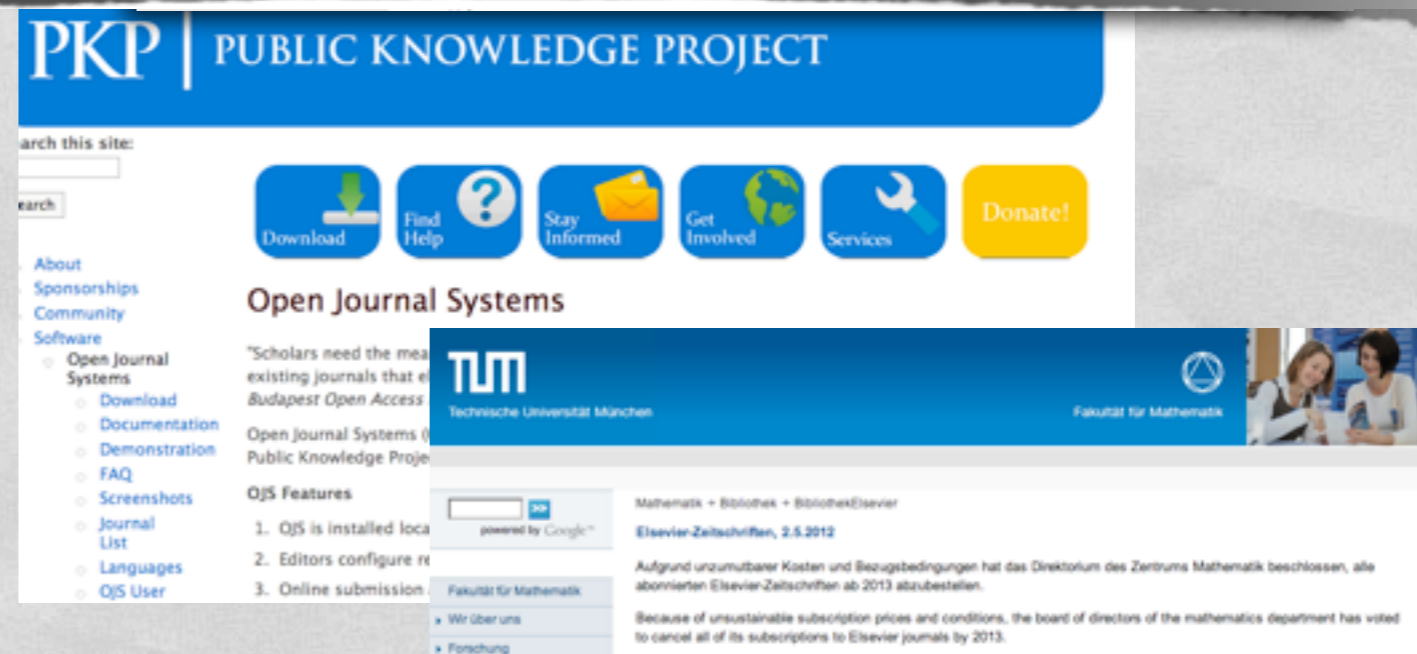 PKP | PUBLIC KNOWLEDGE PROJECT
arch this site:
earch
Download
Find
Help
Stay
Informed
Get
Involved
Services
Donate!
About
Sponsorships
Community
Software
Open Journal
Systems
Download
Documentation
Demonstration
FAQ
Screenshots
Journal
List
Languages
OJS User
Open Journal Systems
"Scholars need the mea
existing journals that el
Budapest Open Access
Open Journal Systems (
Public Knowledge Proje
OJS Features
1. OJS is installed loca
2. Editors configure re
3. Online submission
TUM
Technische Universität München
Fakultät für Mathematik
powered by Google™
Fakultät für Mathematik
Wir über uns
Forschung
Mathematik + Bibliothek + BibliothekElsevier
Elsevier-Zeitschriften, 2.5.2012
Aufgrund unzumutbarer Kosten und Bezugsbedingungen hat das Direktorium des Zentrums Mathematik beschlossen, alle
abonnierten Elsevier-Zeitschriften ab 2013 abzubestellen.
Because of unsustainable subscription prices and conditions, the board of directors of the mathematics department has voted
to cancel all of its subscriptions to Elsevier journals by 2013.